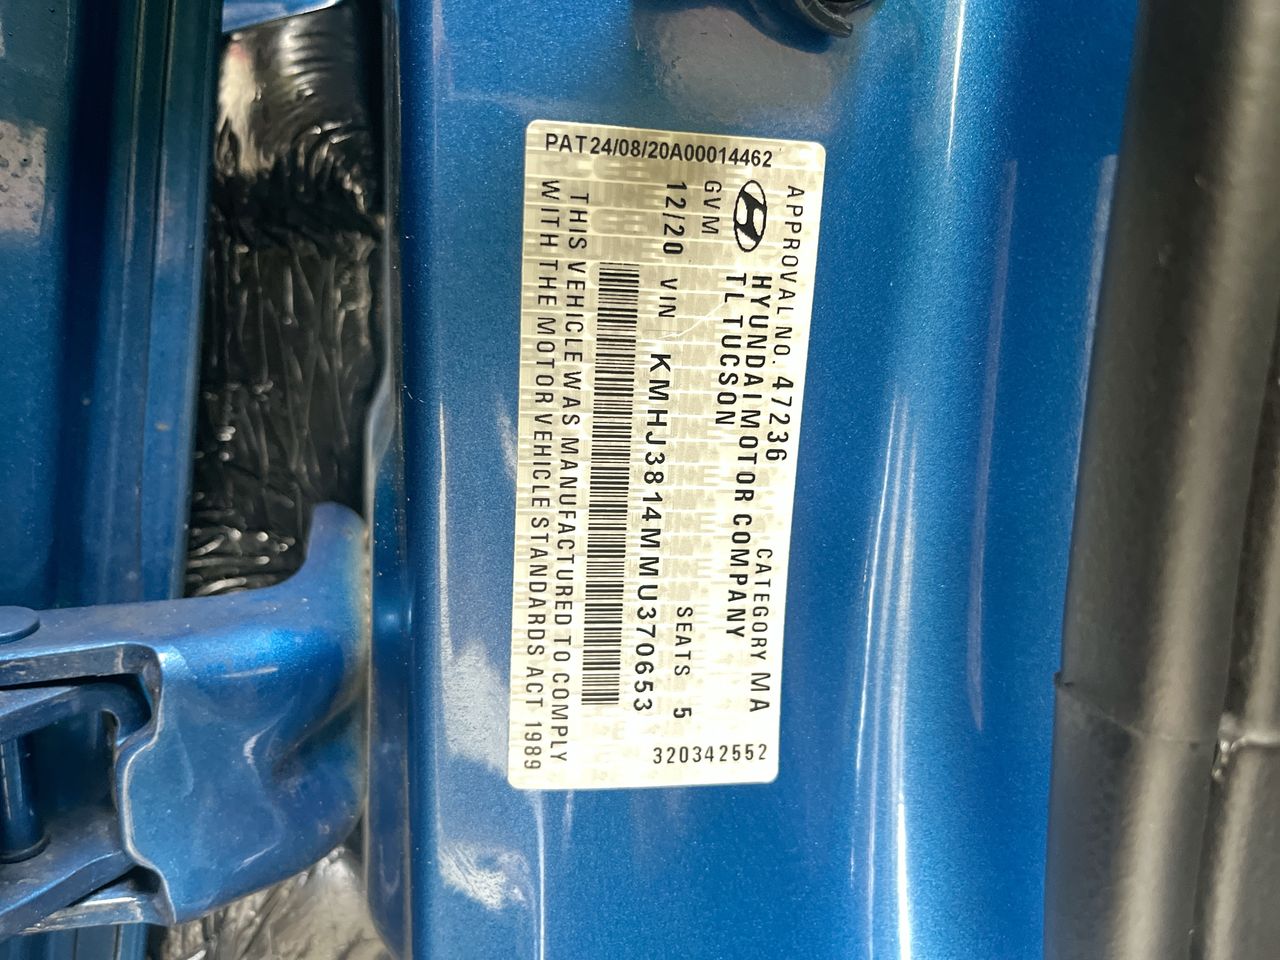 PAT24/08/20A00014462
APPROVAL NO. 47236 CATEGORY MA
HYUNDAI MOTOR COMPANY
TL TUCSON
GVM SEATS 5
12/20 VIN KMHJ3814MMU370653
THIS VEHICLE WAS MANUFACTURED TO COMPLY
WITH THE MOTOR VEHICLE STANDARDS ACT 1989
320342552